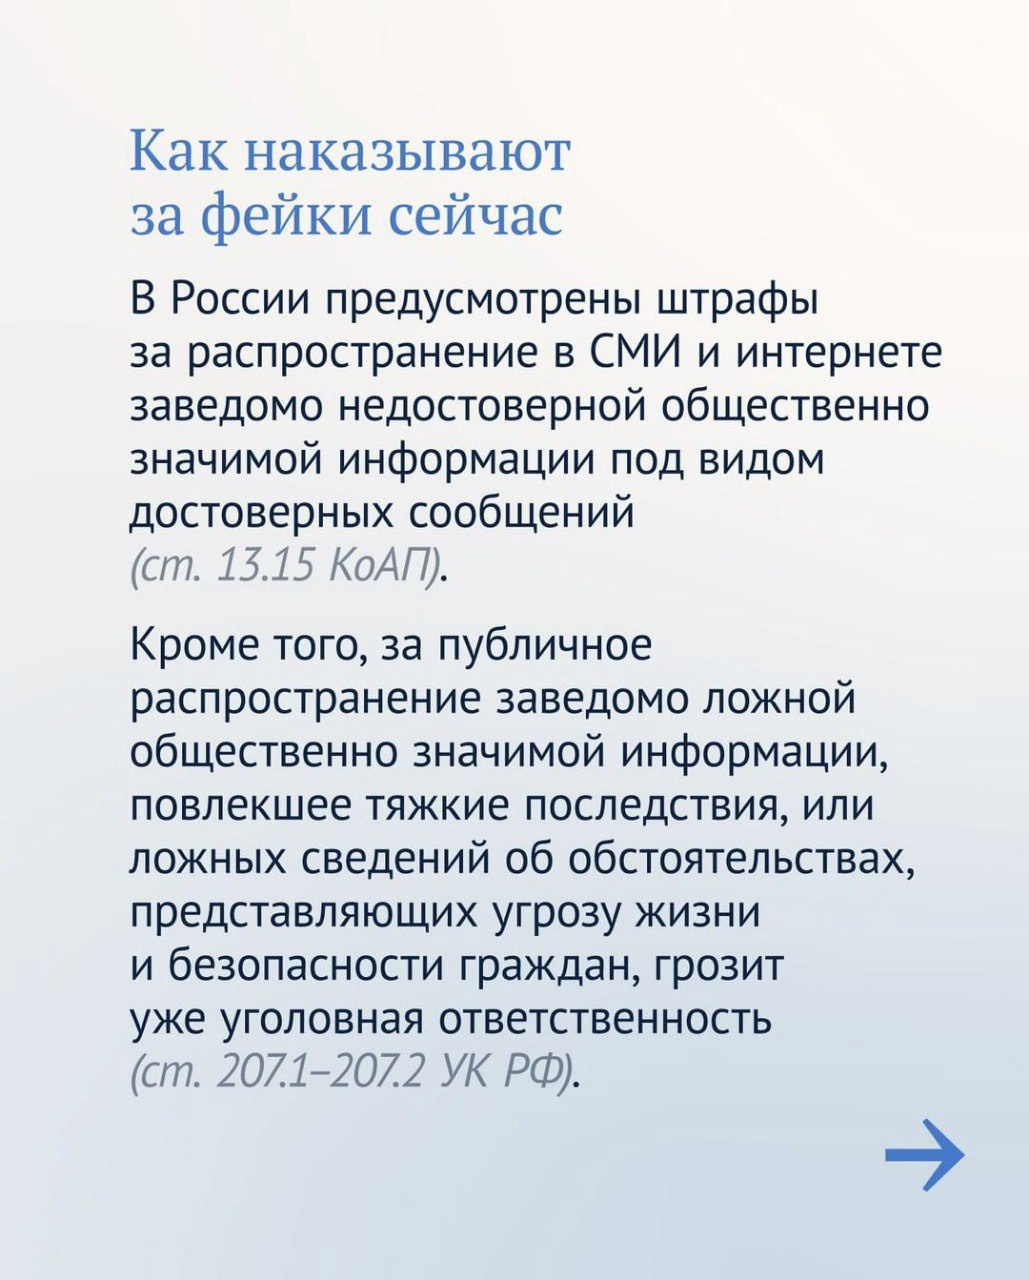 Как наказывают
за фейки сейчас
В России предусмотрены штрафы
за распространение в СМИ и интернете
заведомо недостоверной общественно
значимой информации под видом
достоверных сообщений
(ст. 13.15 КоАП).
Кроме того, за публичное
распространение заведомо ложной
общественно значимой информации,
повлекшее тяжкие последствия, или
ложных сведений об обстоятельствах,
представляющих угрозу жизни
и безопасности граждан, грозит
уже уголовная ответственность
(ст. 207.1–207.2 УК РФ).